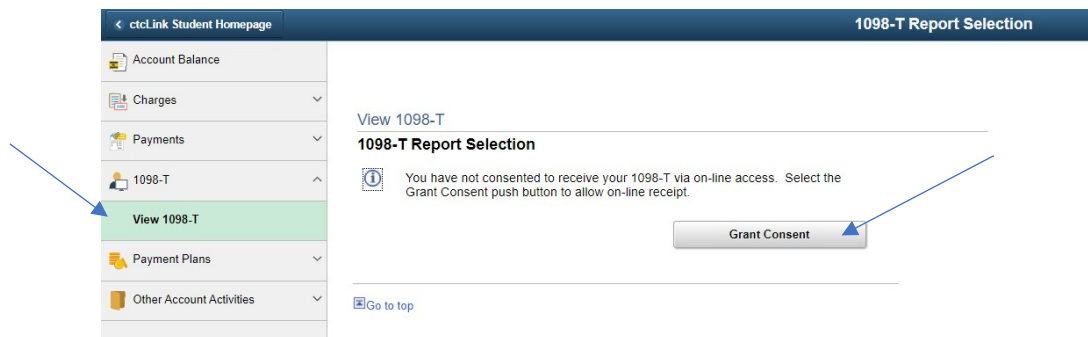 ctcLink Student Homepage
1098-T Report Selection
Account Balance
Charges
Payments
1098-T
View 1098-T
Payment Plans
Other Account Activities
View 1098-T
1098-T Report Selection
You have not consented to receive your 1098-T via on-line access. Select the
Grant Consent push button to allow on-line receipt.
Grant Consent
Go to top